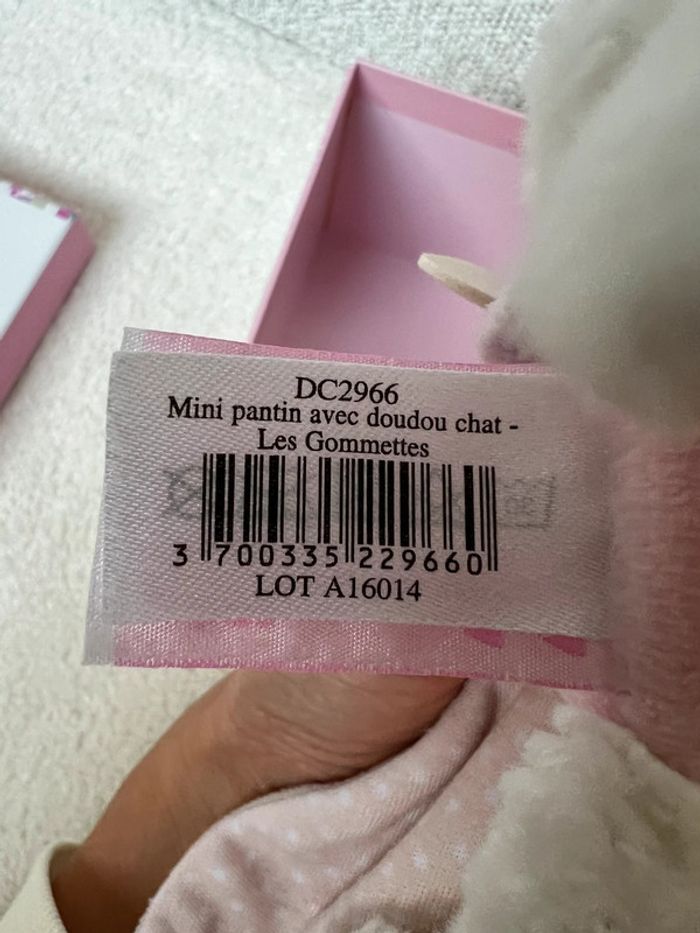 DC2966
Mini pantin avec doudou chat -
Les Gommettes
3 700335 229660
LOT A16014